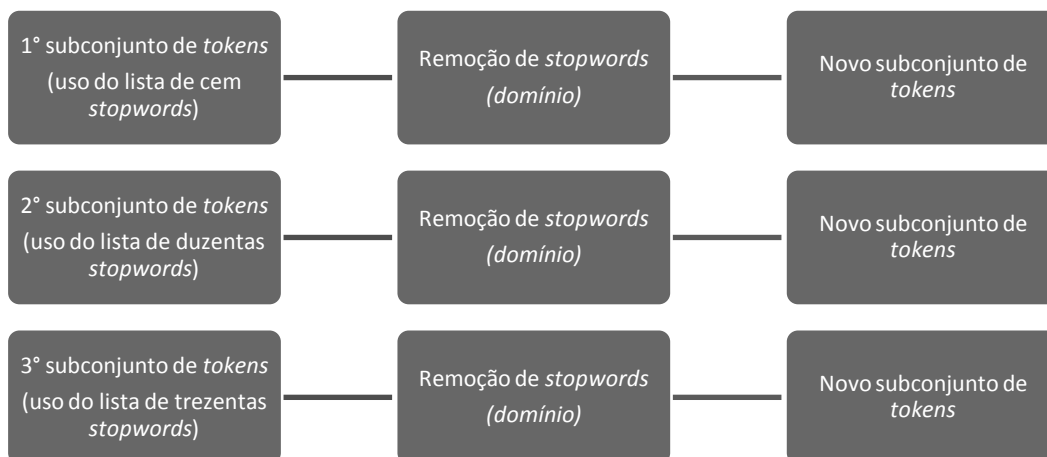 1° subconjunto de tokens
(uso do lista de cem
stopwords)
Remoção de stopwords
(domínio)
Novo subconjunto de
tokens
2° subconjunto de tokens
(uso do lista de duzentas
stopwords)
Remoção de stopwords
(domínio)
Novo subconjunto de
tokens
3° subconjunto de tokens
(uso do lista de trezentas
stopwords)
Remoção de stopwords
(domínio)
Novo subconjunto de
tokens